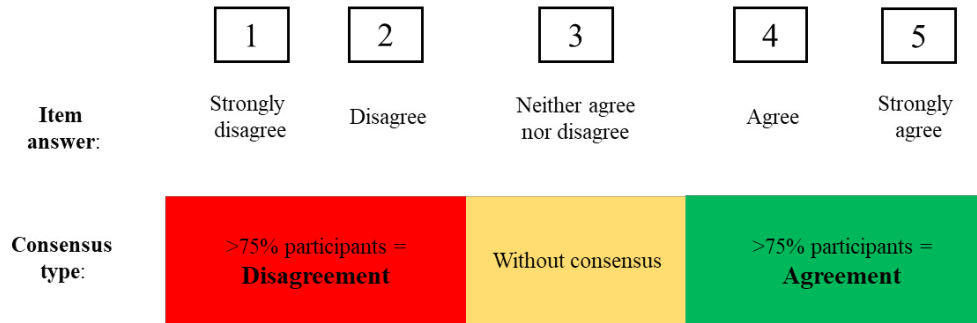 1 2 3 4 5
Item answer:
Strongly disagree
Disagree
Neither agree nor disagree
Agree
Strongly agree
Consensus type:
>75% participants =
Disagreement
Without consensus
>75% participants =
Agreement